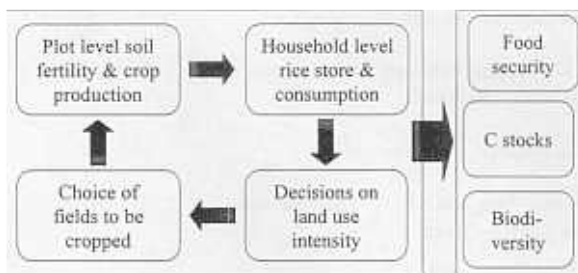 Plot level soil
fertility & crop
production
Household level
rice store &
consumption
Choice of
fields to be
cropped
Decisions on
land use
intensity
Food
security
C stocks
Biodi-
versity